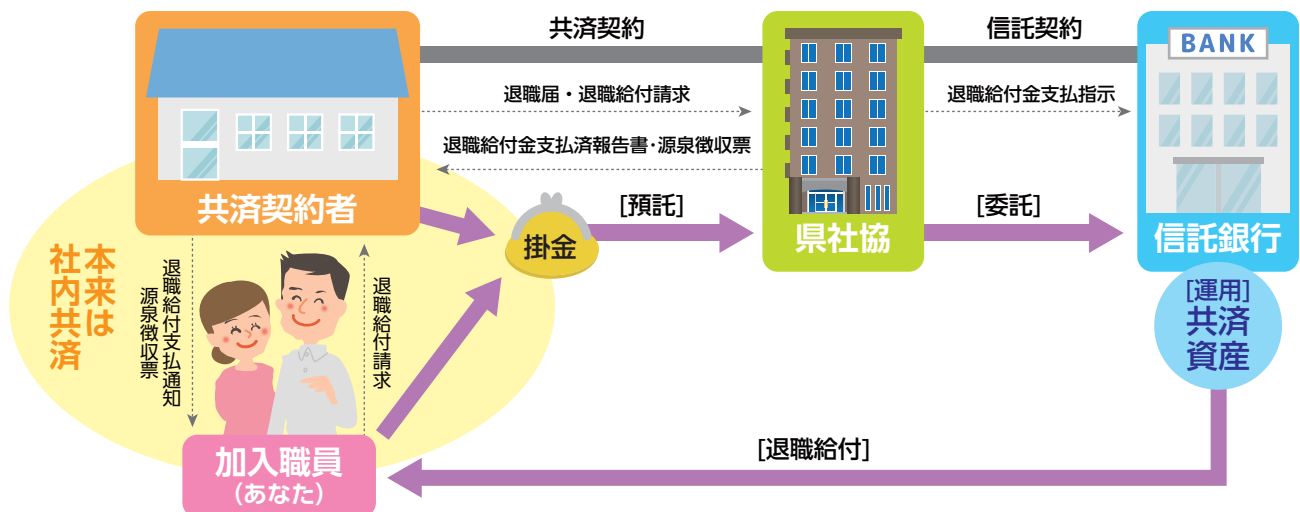 共済契約
信託契約
BANK
退職届・退職給付請求
退職給付金支払指示
退職給付金支払済報告書・源泉徴収票
共済契約者
[預託]
県社協
[委託]
信託銀行
掛金
本来は
社内共済
退職給付支払通知
源泉徴収票
退職給付請求
[運用]
共済
資産
[退職給付]
加入職員
(あなた)